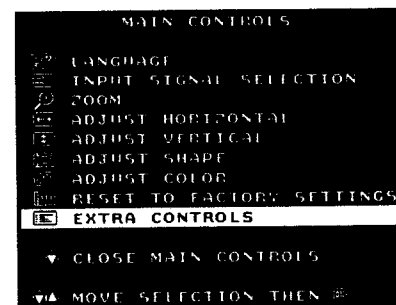 MAIN CONTROLS
LANGUAGE
INPUT SIGNAL SELECTION
ZOOM
ADJUST HORIZONTAL
ADJUST VERTICAL
ADJUST SHAPE
ADJUST COLOR
RESET TO FACTORY SETTINGS
EXTRA CONTROLS
CLOSE MAIN CONTROLS
MOVE SELECTION THEN